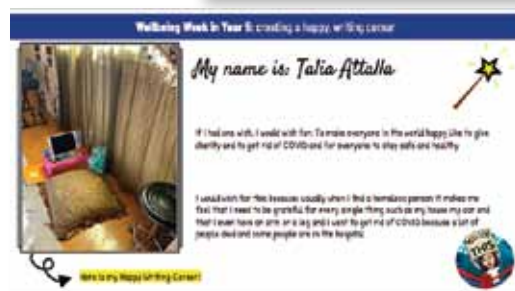 Wellbeing Week in Year 5: creating a happy, writing corner
My name is: Talia Attalla
If I had one wish, I would wish for: To make everyone in the world happy like to give
charity and to get rid of COVID and for everyone to stay safe and healthy
I would wish for this because usually when I find a homeless person it makes me
feel that I need to be grateful for every single thing such as my house my car and
that I even have an arm or a leg and I want to get rid of COVID because a lot of
people died and some people are in the hospital
Here is my Happy Writing Corner!
THIS